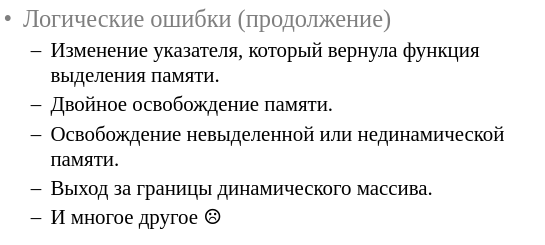 • Логические ошибки (продолжение)
– Изменение указателя, который вернула функция
выделения памяти.
– Двойное освобождение памяти.
– Освобождение невыделенной или нединамической
памяти.
– Выход за границы динамического массива.
– И многое другое ☹